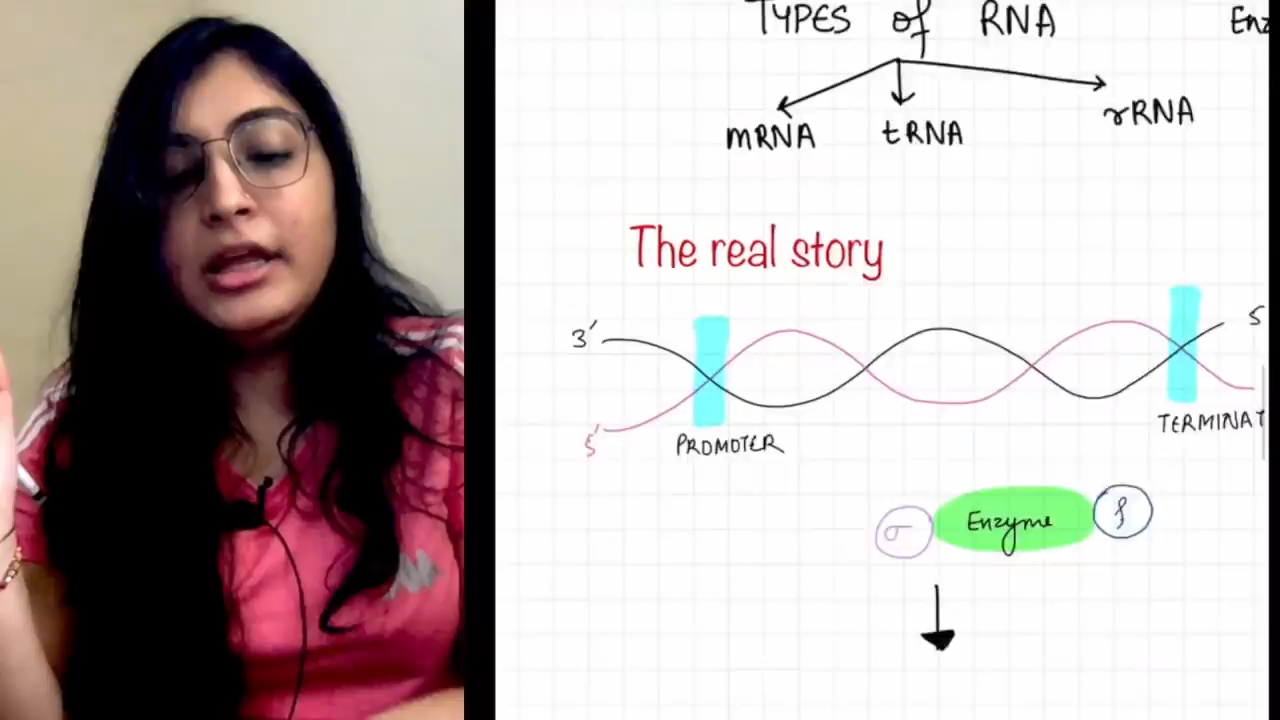 TYPES of RNA
mRNA tRNA rRNA
The real story
3′ 5
5′
PROMOTER TERMINAT
σ Enzyme